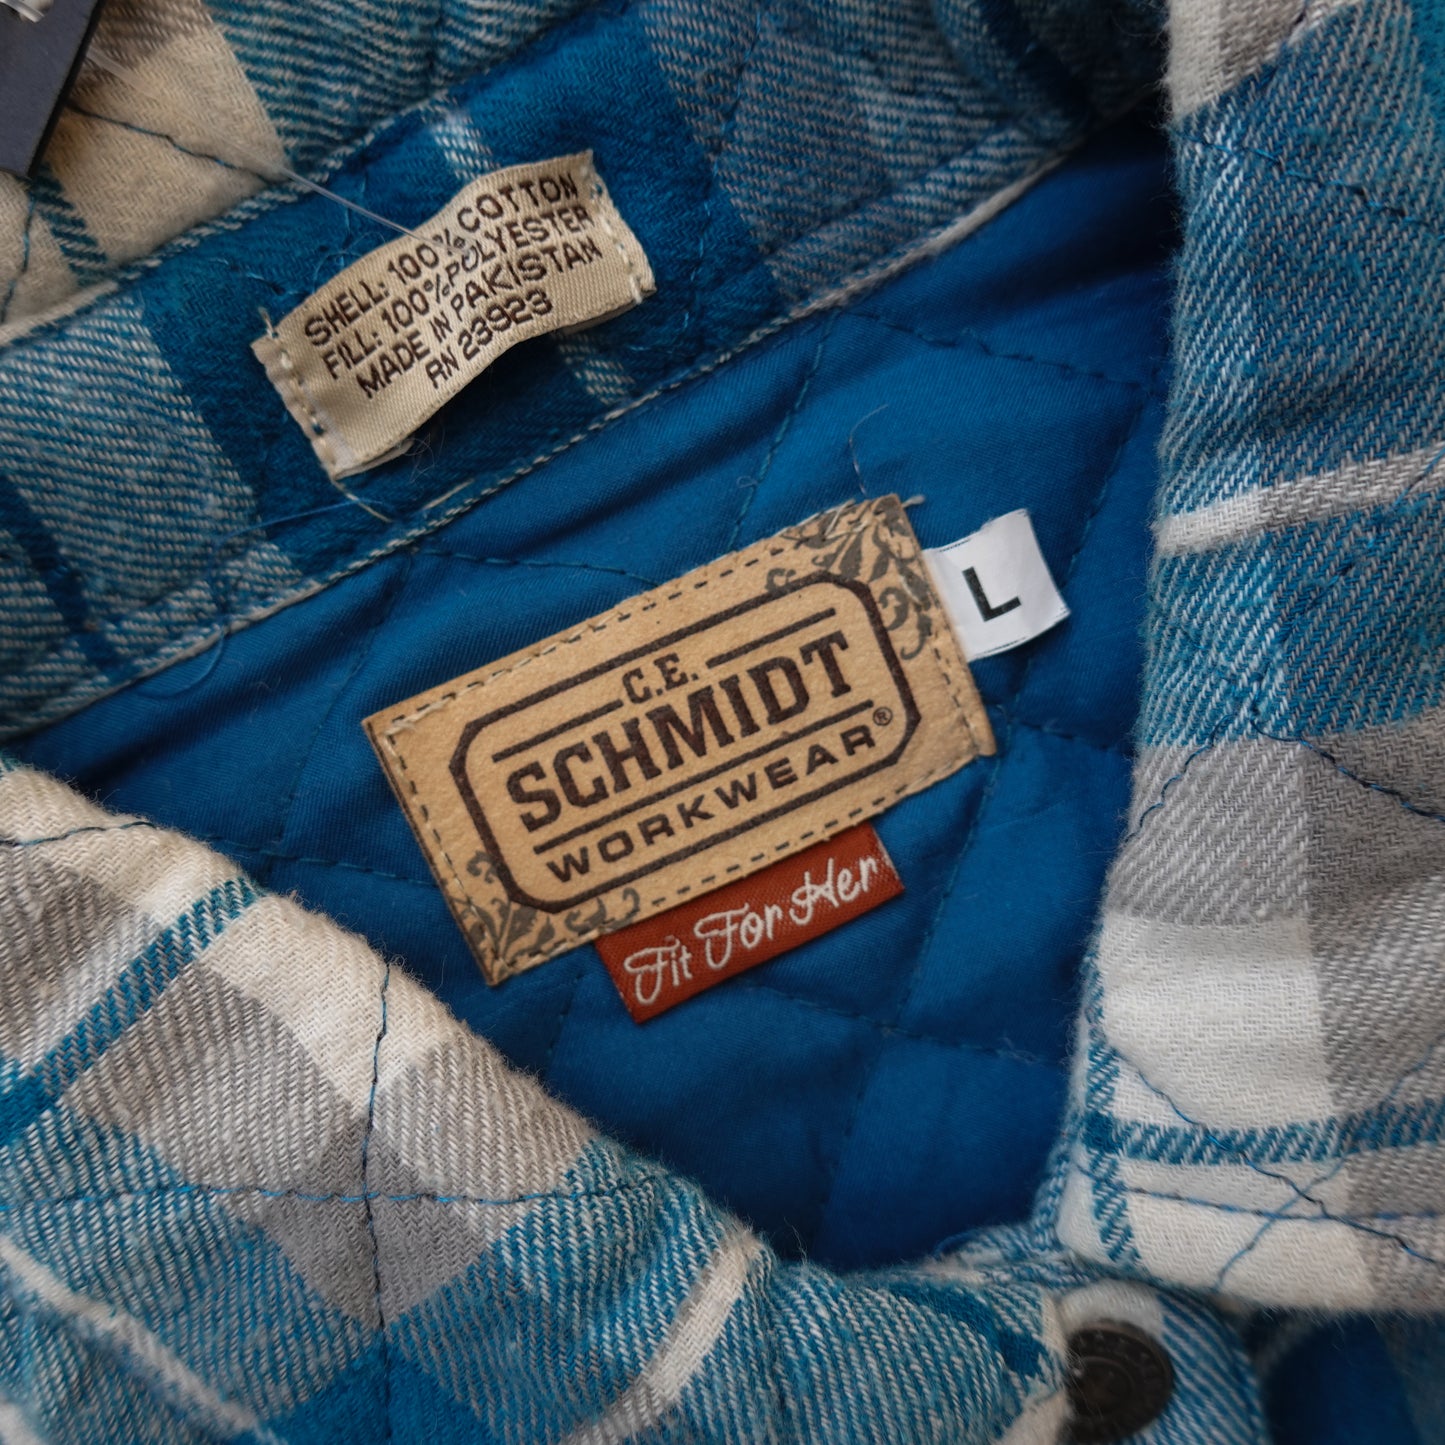 SHELL: 100% COTTON
FILL: 100% POLYESTER
MADE IN PAKISTAN
RN 23923
L
C.E.
SCHMIDT
WORKWEAR®
Fit For Her